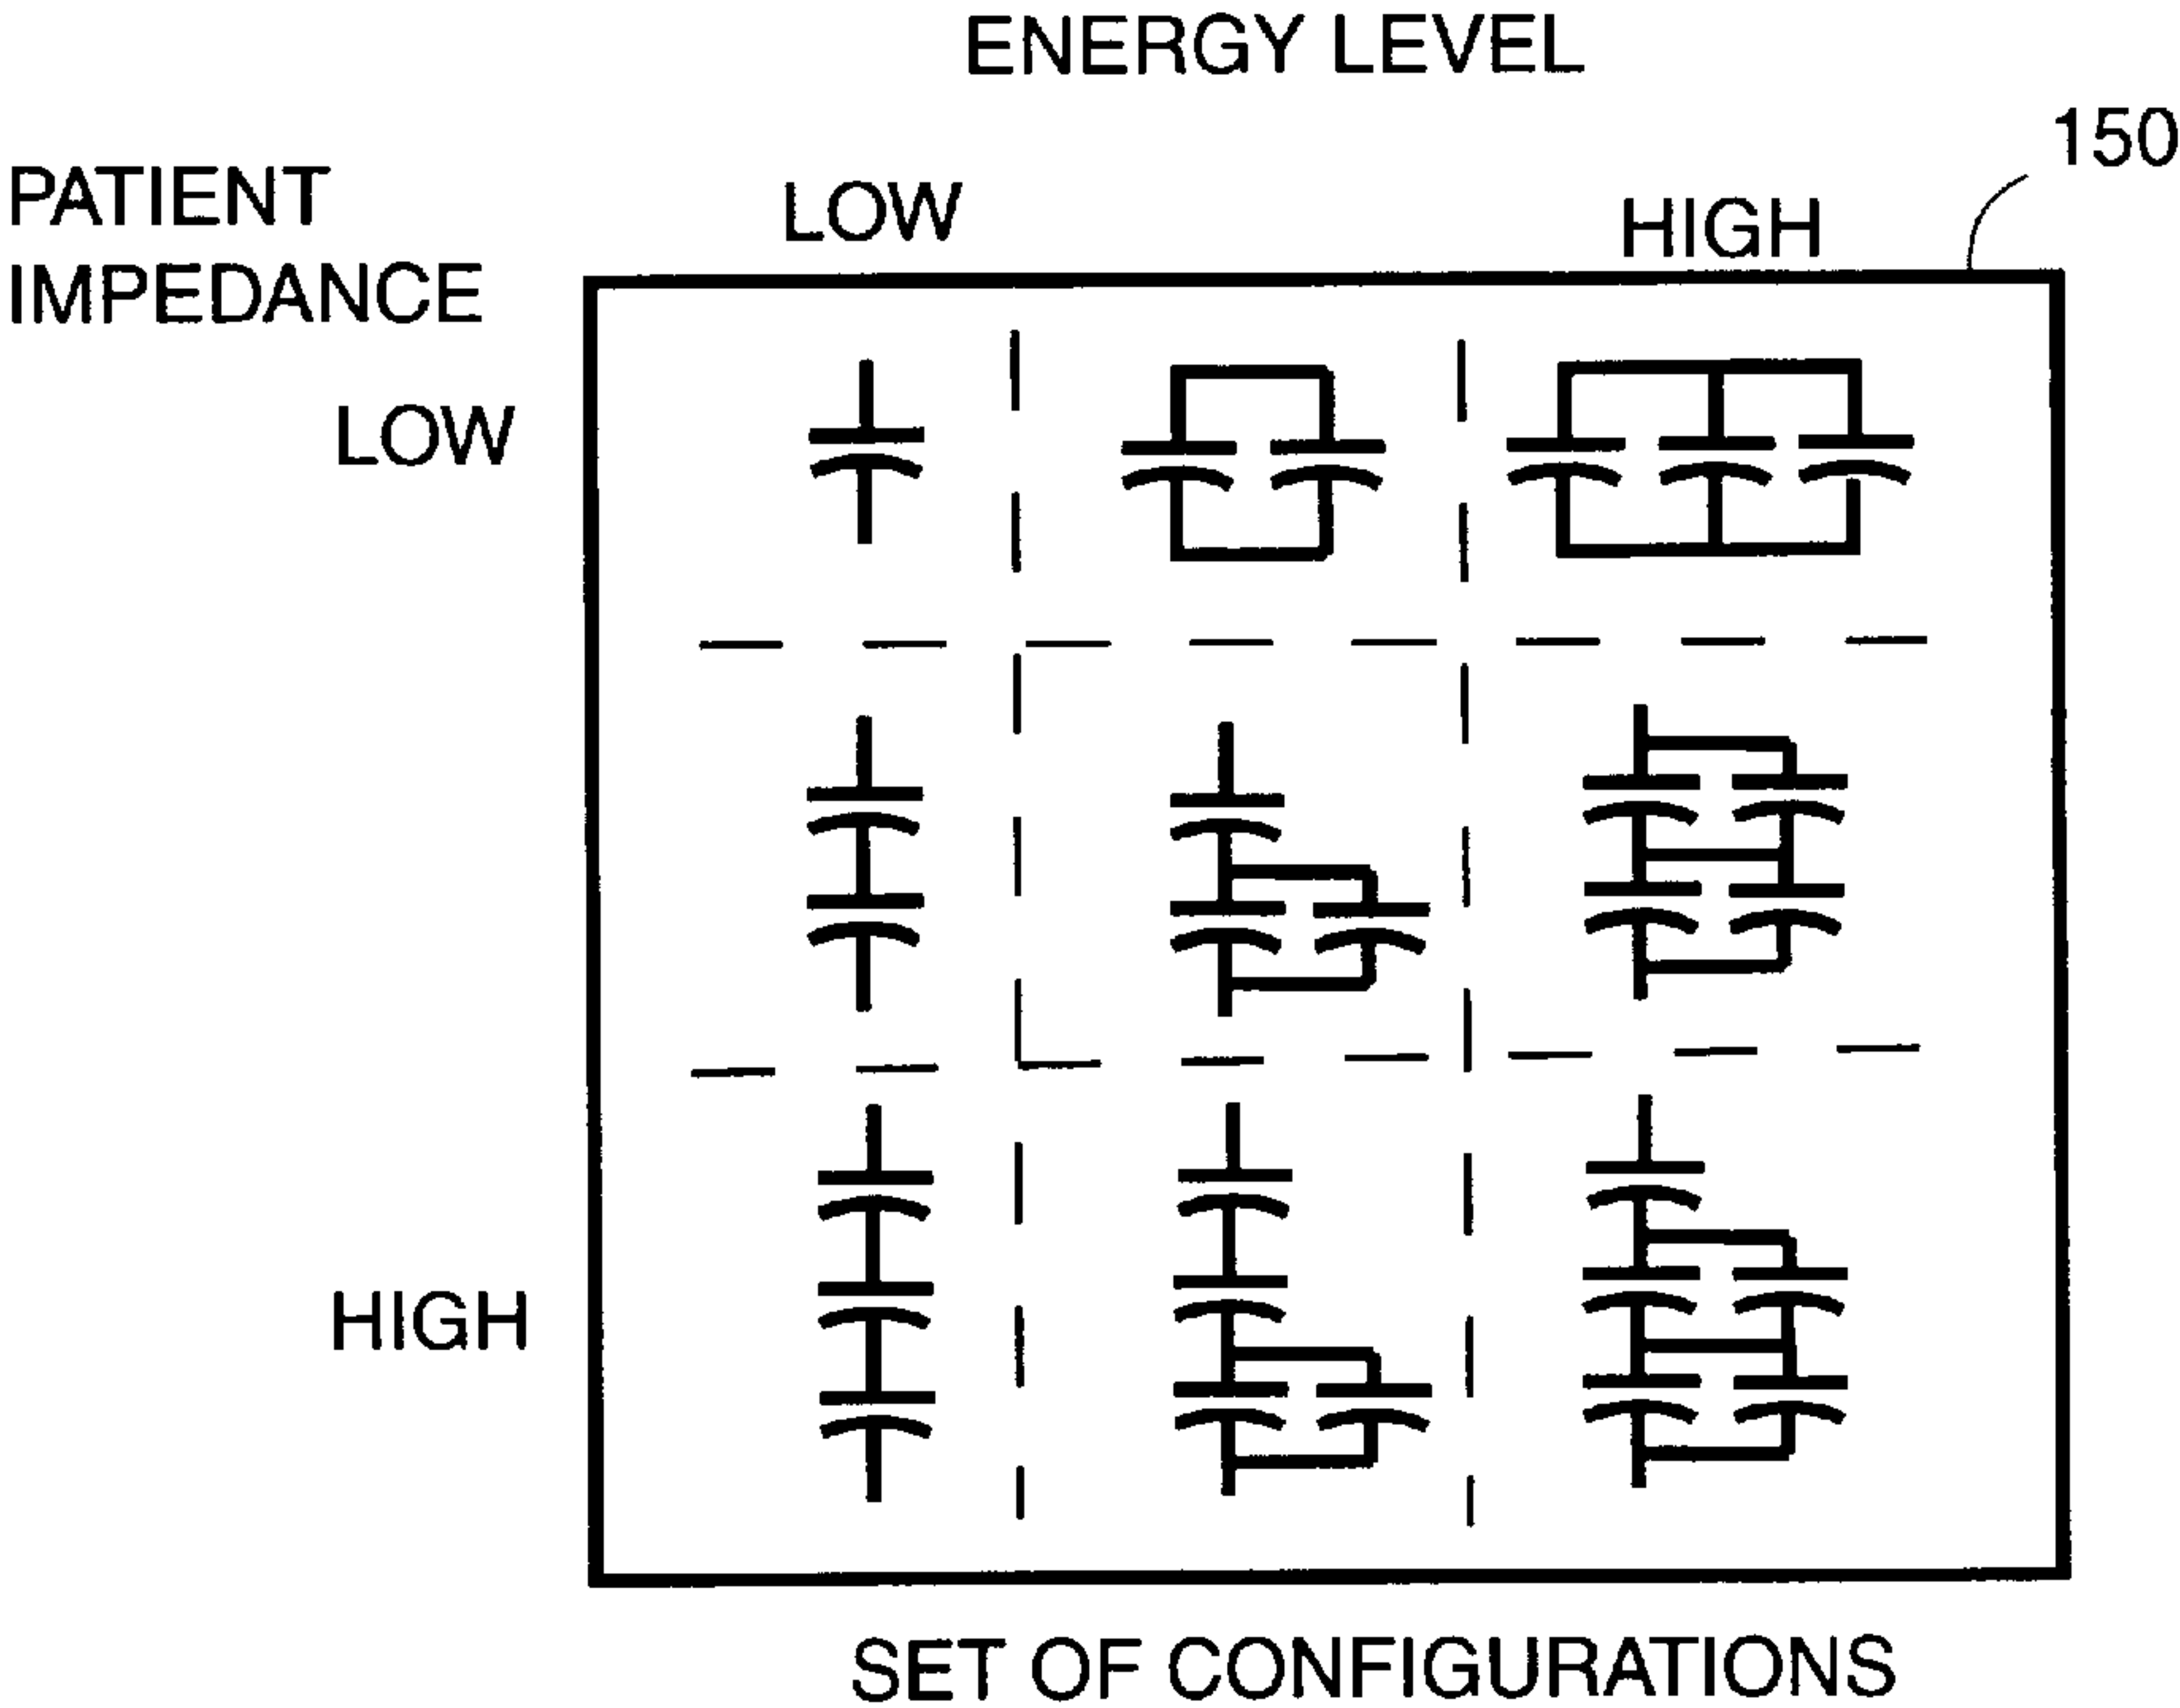 ENERGY LEVEL
150
PATIENT
IMPEDANCE
LOW
HIGH
LOW
HIGH
SET OF CONFIGURATIONS